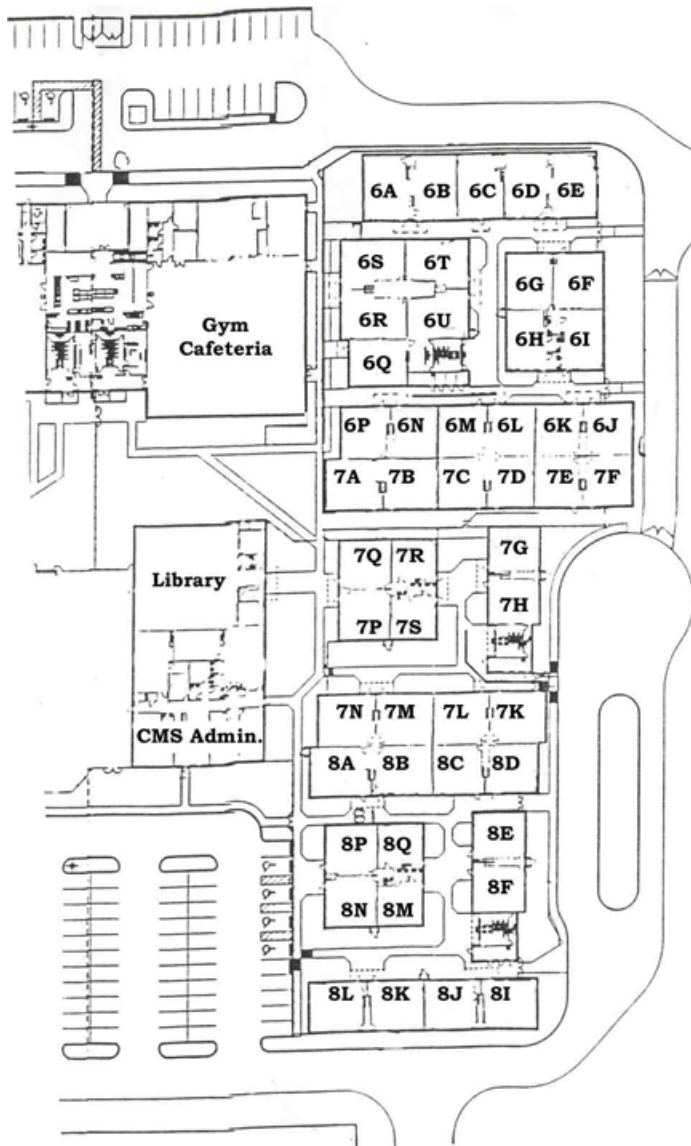 6A 6B 6C 6D 6E
6S 6T
6G 6F
Gym
Cafeteria
6R 6U
6H 6I
6Q
6P 6N 6M 6L 6K 6J
7A 7B 7C 7D 7E 7F
7Q 7R 7G
Library
7H
7P 7S
7N 7M 7L 7K
CMS Admin.
8A 8B 8C 8D
8P 8Q 8E
8F
8N 8M
8L 8K 8J 8I